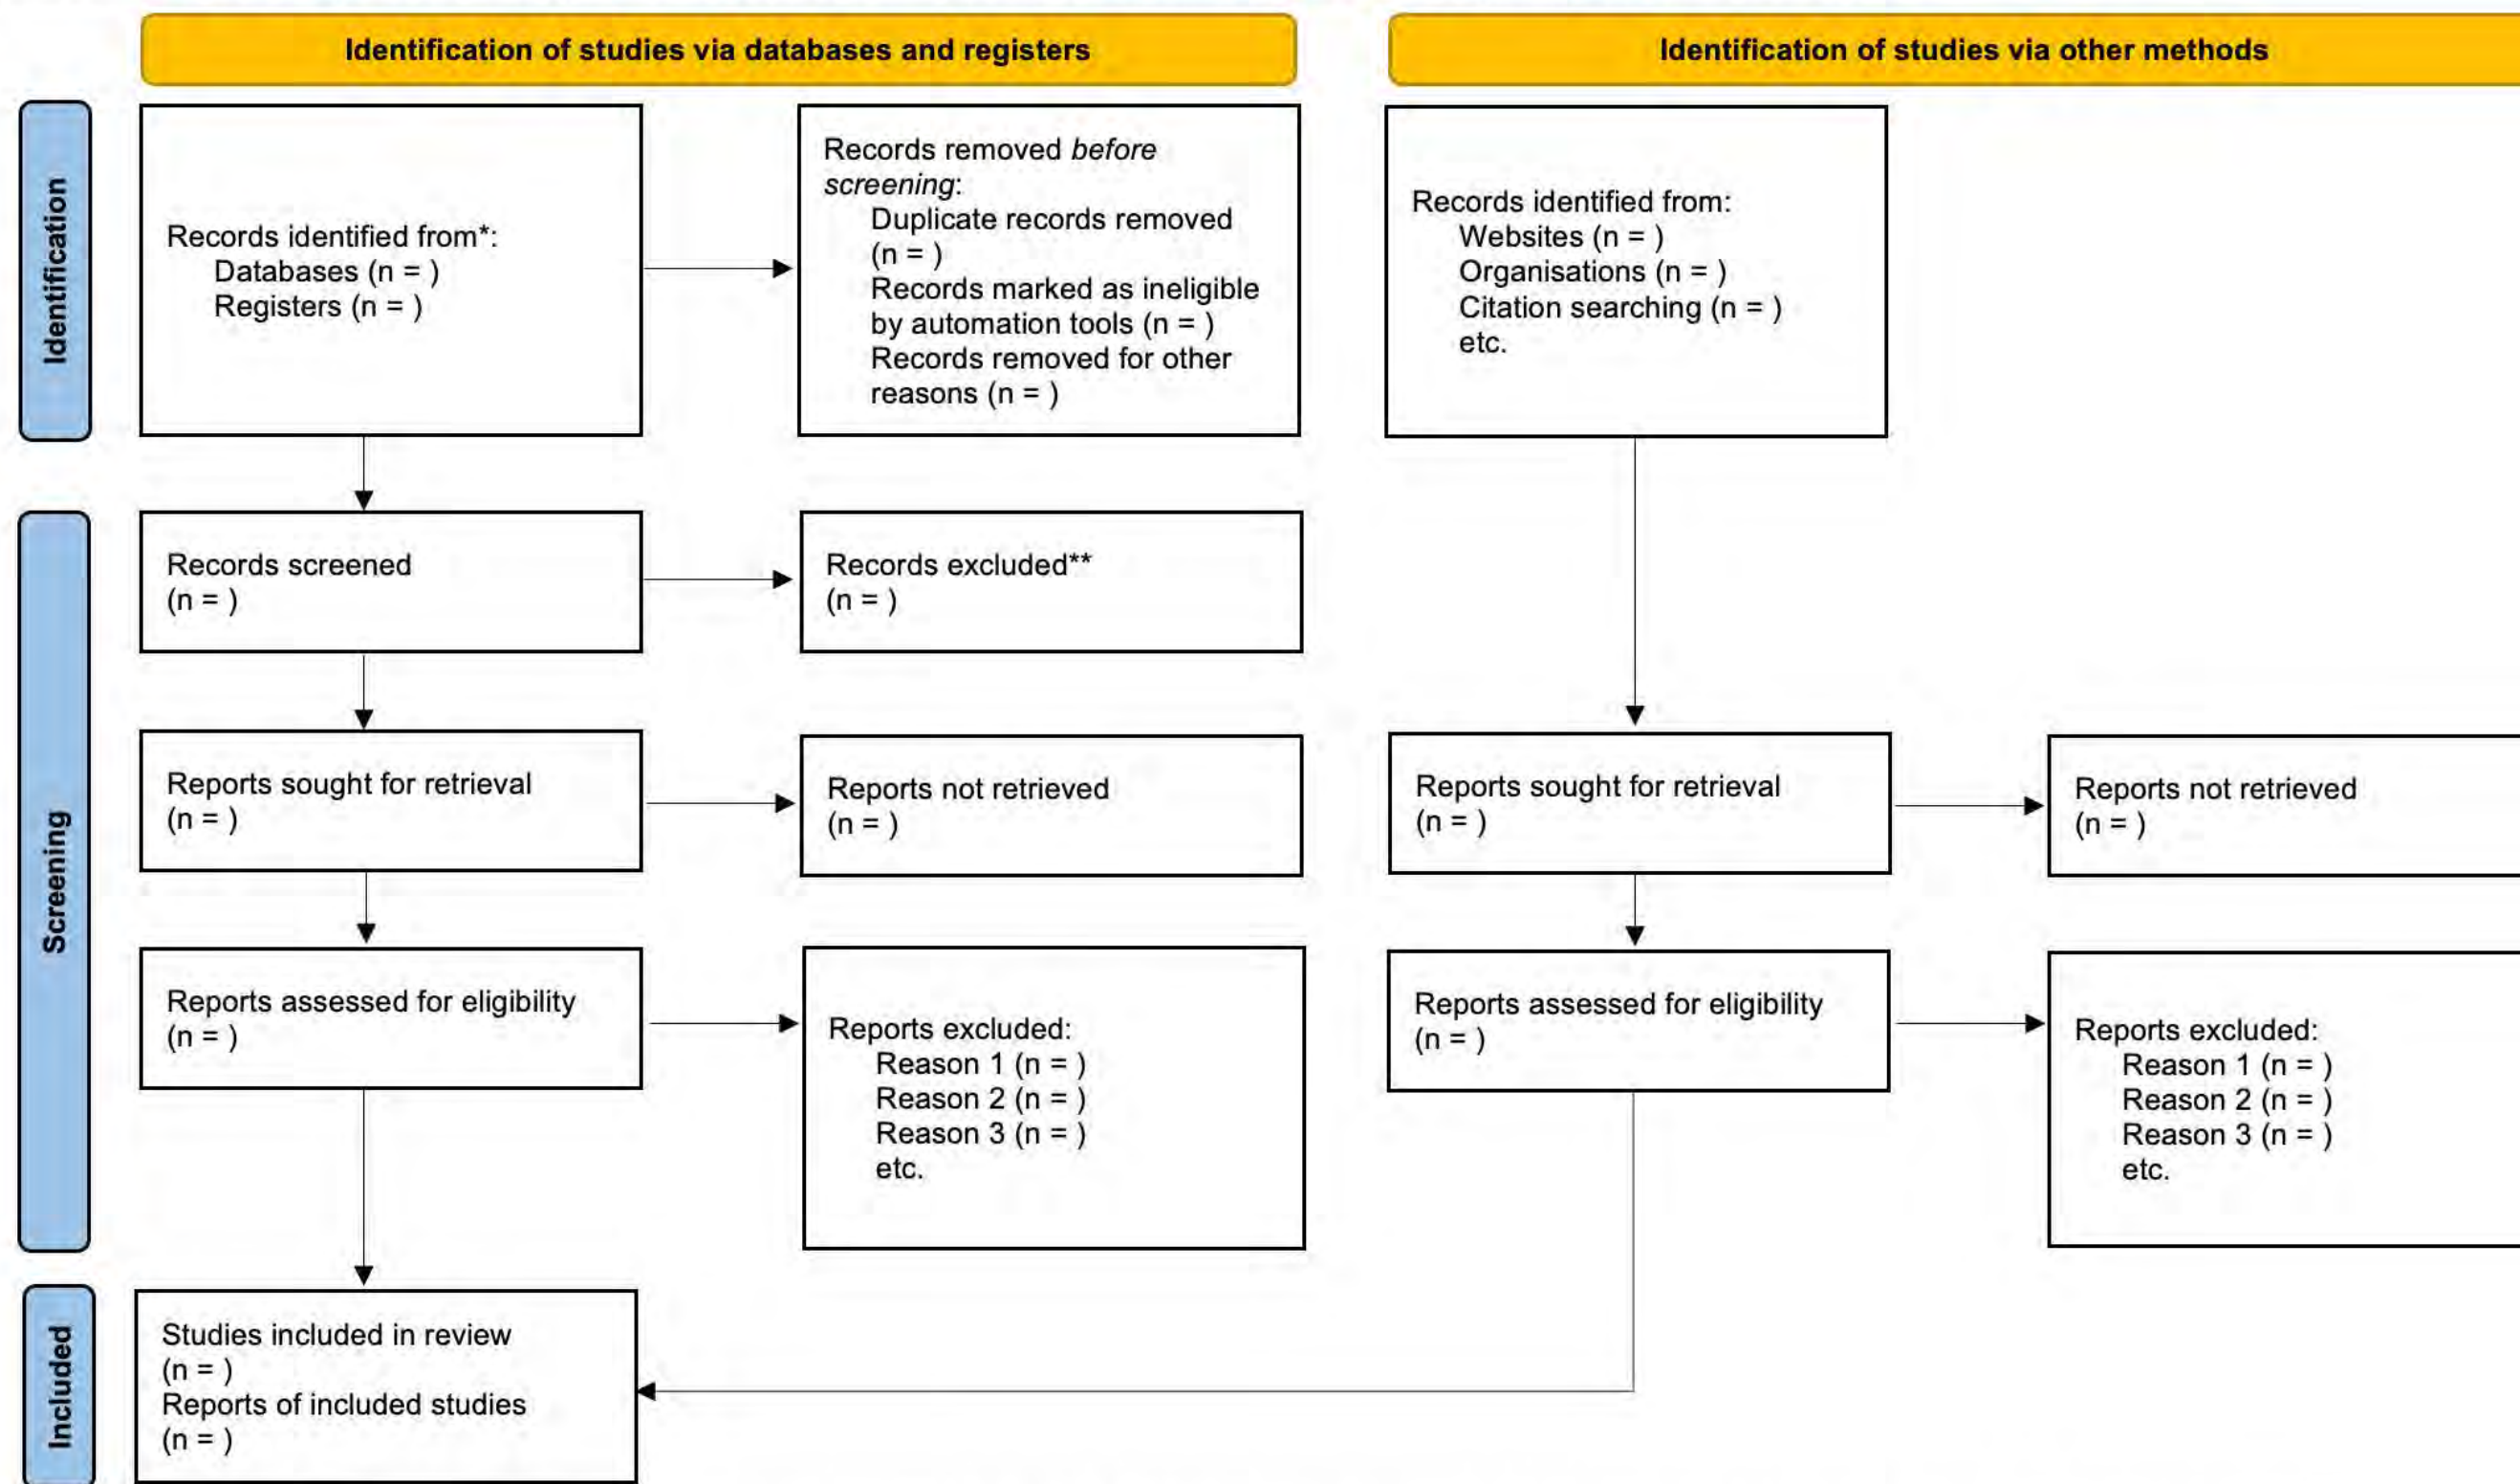 Identification of studies via databases and registers
Identification of studies via other methods
Identification
Records identified from*:
Databases (n = )
Registers (n = )
Records removed before
screening:
Duplicate records removed
(n = )
Records marked as ineligible
by automation tools (n = )
Records removed for other
reasons (n = )
Records identified from:
Websites (n = )
Organisations (n = )
Citation searching (n = )
etc.
Screening
Records screened
(n = )
Records excluded**
(n = )
Reports sought for retrieval
(n = )
Reports not retrieved
(n = )
Reports sought for retrieval
(n = )
Reports not retrieved
(n = )
Reports assessed for eligibility
(n = )
Reports excluded:
Reason 1 (n = )
Reason 2 (n = )
Reason 3 (n = )
etc.
Reports assessed for eligibility
(n = )
Reports excluded:
Reason 1 (n = )
Reason 2 (n = )
Reason 3 (n = )
etc.
Included
Studies included in review
(n = )
Reports of included studies
(n = )